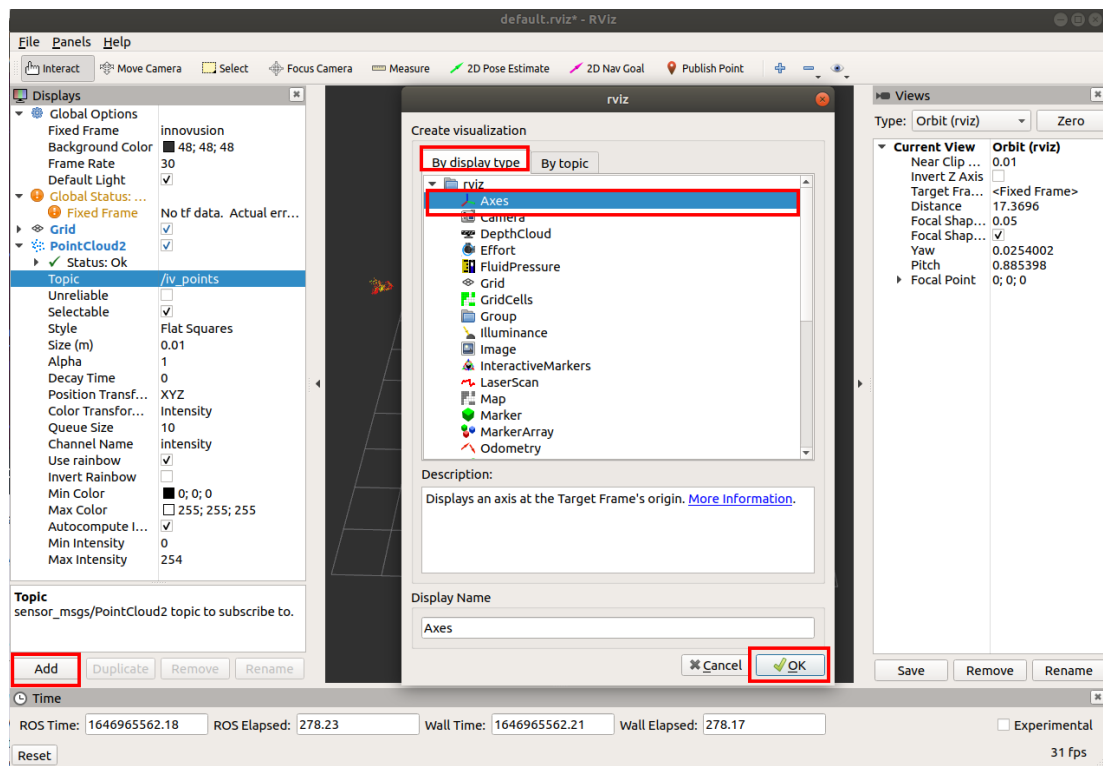 default.rviz* - RViz
File Panels Help
Interact Move Camera Select Focus Camera Measure 2D Pose Estimate 2D Nav Goal Publish Point
Displays
Global Options
Fixed Frame innovusion
Background Color 48; 48; 48
Frame Rate 30
Default Light
Global Status: ...
Fixed Frame No tf data. Actual err...
Grid
PointCloud2
Status: Ok
Topic /iv_points
Unreliable
Selectable
Style Flat Squares
Size (m) 0.01
Alpha 1
Decay Time 0
Position Transf... XYZ
Color Transfor... Intensity
Queue Size 10
Channel Name intensity
Use rainbow
Invert Rainbow
Min Color 0; 0; 0
Max Color 255; 255; 255
Autocompute I...
Min Intensity 0
Max Intensity 254
Topic
sensor_msgs/PointCloud2 topic to subscribe to.
Add Duplicate Remove Rename
rviz
Create visualization
By display type By topic
rviz
Axes
Camera
DepthCloud
Effort
FluidPressure
Grid
GridCells
Group
Illuminance
Image
InteractiveMarkers
LaserScan
Map
Marker
MarkerArray
Odometry
Description:
Displays an axis at the Target Frame's origin. More Information.
Display Name
Axes
Cancel OK
Views
Type: Orbit (rviz) Zero
Current View Orbit (rviz)
Near Clip ... 0.01
Invert Z Axis
Target Fra... <Fixed Frame>
Distance 17.3696
Focal Shap... 0.05
Focal Shap...
Yaw 0.0254002
Pitch 0.885398
Focal Point 0; 0; 0
Save Remove Rename
Time
ROS Time: 1646965562.18 ROS Elapsed: 278.23 Wall Time: 1646965562.21 Wall Elapsed: 278.17 Experimental
Reset 31 fps